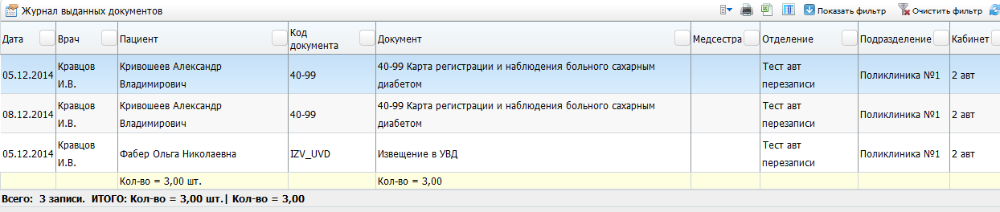 Журнал выданных документов Показать фильтр Очистить фильтр
Дата Врач Пациент Код документа Документ Медсестра Отделение Подразделение Кабинет
05.12.2014 Кравцов И.В. Кривошеев Александр Владимирович 40-99 40-99 Карта регистрации и наблюдения больного сахарным диабетом Тест авт перезаписи Поликлиника №1 2 авт
08.12.2014 Кравцов И.В. Кривошеев Александр Владимирович 40-99 40-99 Карта регистрации и наблюдения больного сахарным диабетом Тест авт перезаписи Поликлиника №1 2 авт
05.12.2014 Кравцов И.В. Фабер Ольга Николаевна IZV_UVD Извещение в УВД Тест авт перезаписи Поликлиника №1 2 авт
Кол-во = 3,00 шт. Кол-во = 3,00
Всего: 3 записи. ИТОГО: Кол-во = 3,00 шт.| Кол-во = 3,00